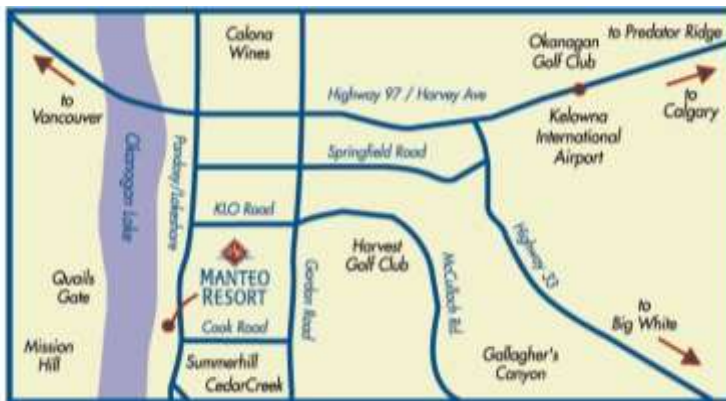 Calona
Wines
to Predator Ridge
Okanagan
Golf Club
to
Vancouver
Highway 97 / Harvey Ave
to
Calgary
Kelowna
International
Airport
Okanagan Lake
Pandosy/Lakeshore
Springfield Road
KLO Road
Highway 33
MANTEO
RESORT
Gordon Road
Harvest
Golf Club
McCulloch Rd.
Quails
Gate
Cook Road
to
Big White
Mission
Hill
Summerhill
CedarCreek
Gallagher's
Canyon